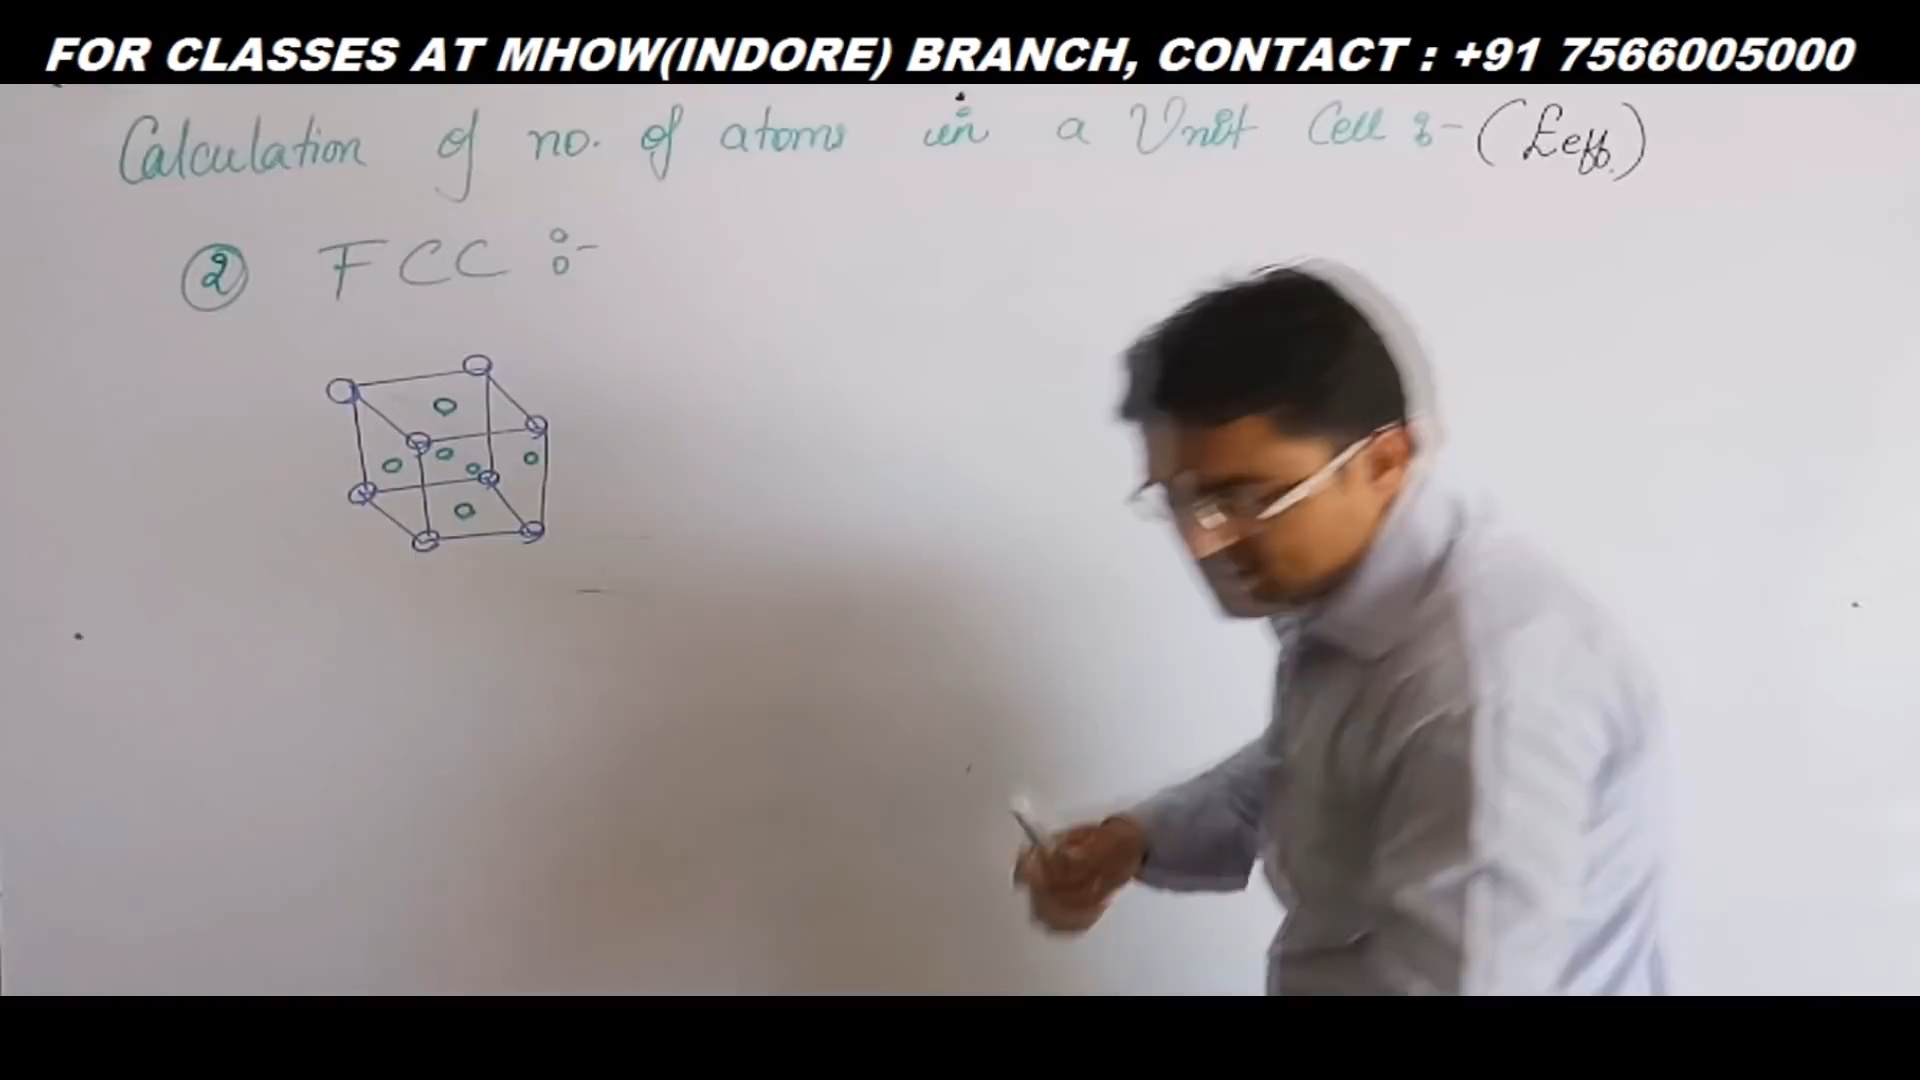 FOR CLASSES AT MHOW(INDORE) BRANCH, CONTACT : +91 7566005000
Calculation of no. of atoms in a Unit Cell :- (Zeff.)
② FCC :-